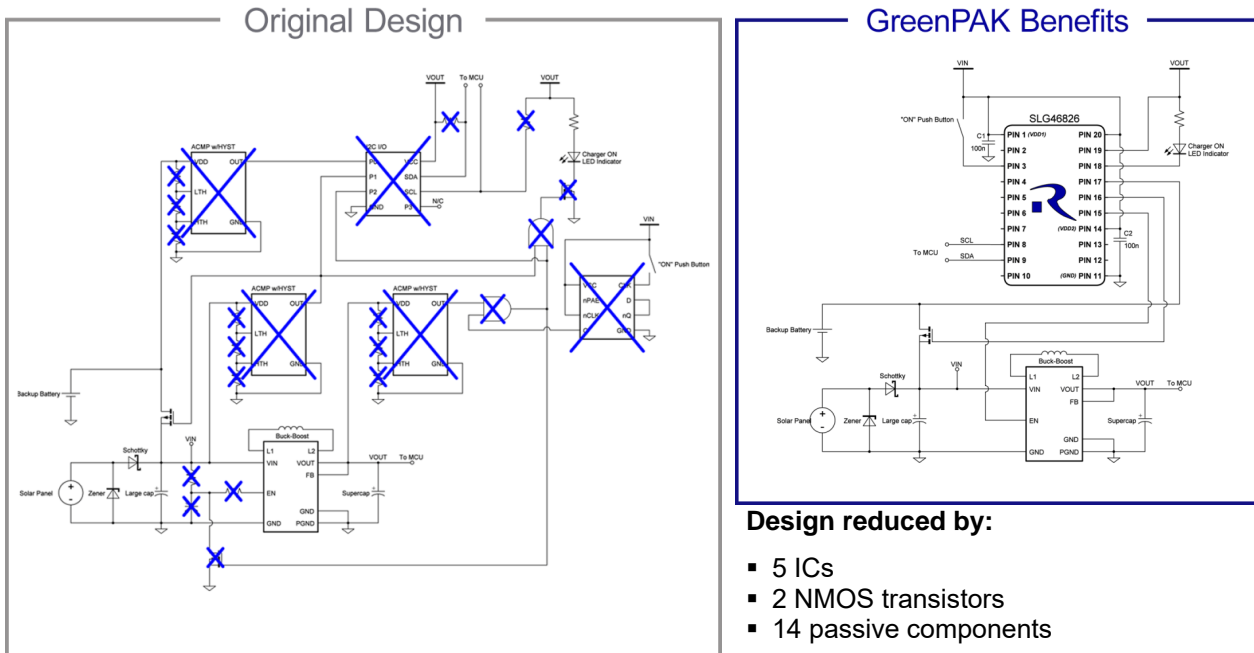 Original Design
VOUT
To MCU
VOUT
ACMP w/HYST
VDD
OUT
LTH
HTH
GND
I2C I/O
P0
VCC
P1
SDA
P2
SCL
GND
P3
N/C
VIN
"ON" Push Button
VCC
CLK
nPAE
D
nCLK
nQ
Q
GND
ACMP w/HYST
VDD
OUT
LTH
HTH
GND
ACMP w/HYST
VDD
OUT
LTH
HTH
GND
Backup Battery
Schottky
VIN
Buck-Boost
L1
L2
VIN
VOUT
FB
EN
GND
GND
PGND
VOUT
To MCU
Solar Panel
Zener
Large cap
Supercap
GreenPAK Benefits
VIN
VOUT
"ON" Push Button
C1
100n
SLG46826
PIN 1 (VDD1)
PIN 20
PIN 2
PIN 19
PIN 3
PIN 18
PIN 4
PIN 17
PIN 5
PIN 16
PIN 6
PIN 15
PIN 7
(VDD2) PIN 14
PIN 8
PIN 13
PIN 9
PIN 12
PIN 10
(GND) PIN 11
Charger ON
LED Indicator
C2
100n
To MCU
SCL
SDA
Backup Battery
Schottky
VIN
Buck-Boost
L1
L2
VIN
VOUT
FB
EN
GND
GND
PGND
VOUT
To MCU
Solar Panel
Zener
Large cap
Supercap
Charger ON
LED Indicator
Design reduced by:
▪ 5 ICs
▪ 2 NMOS transistors
▪ 14 passive components